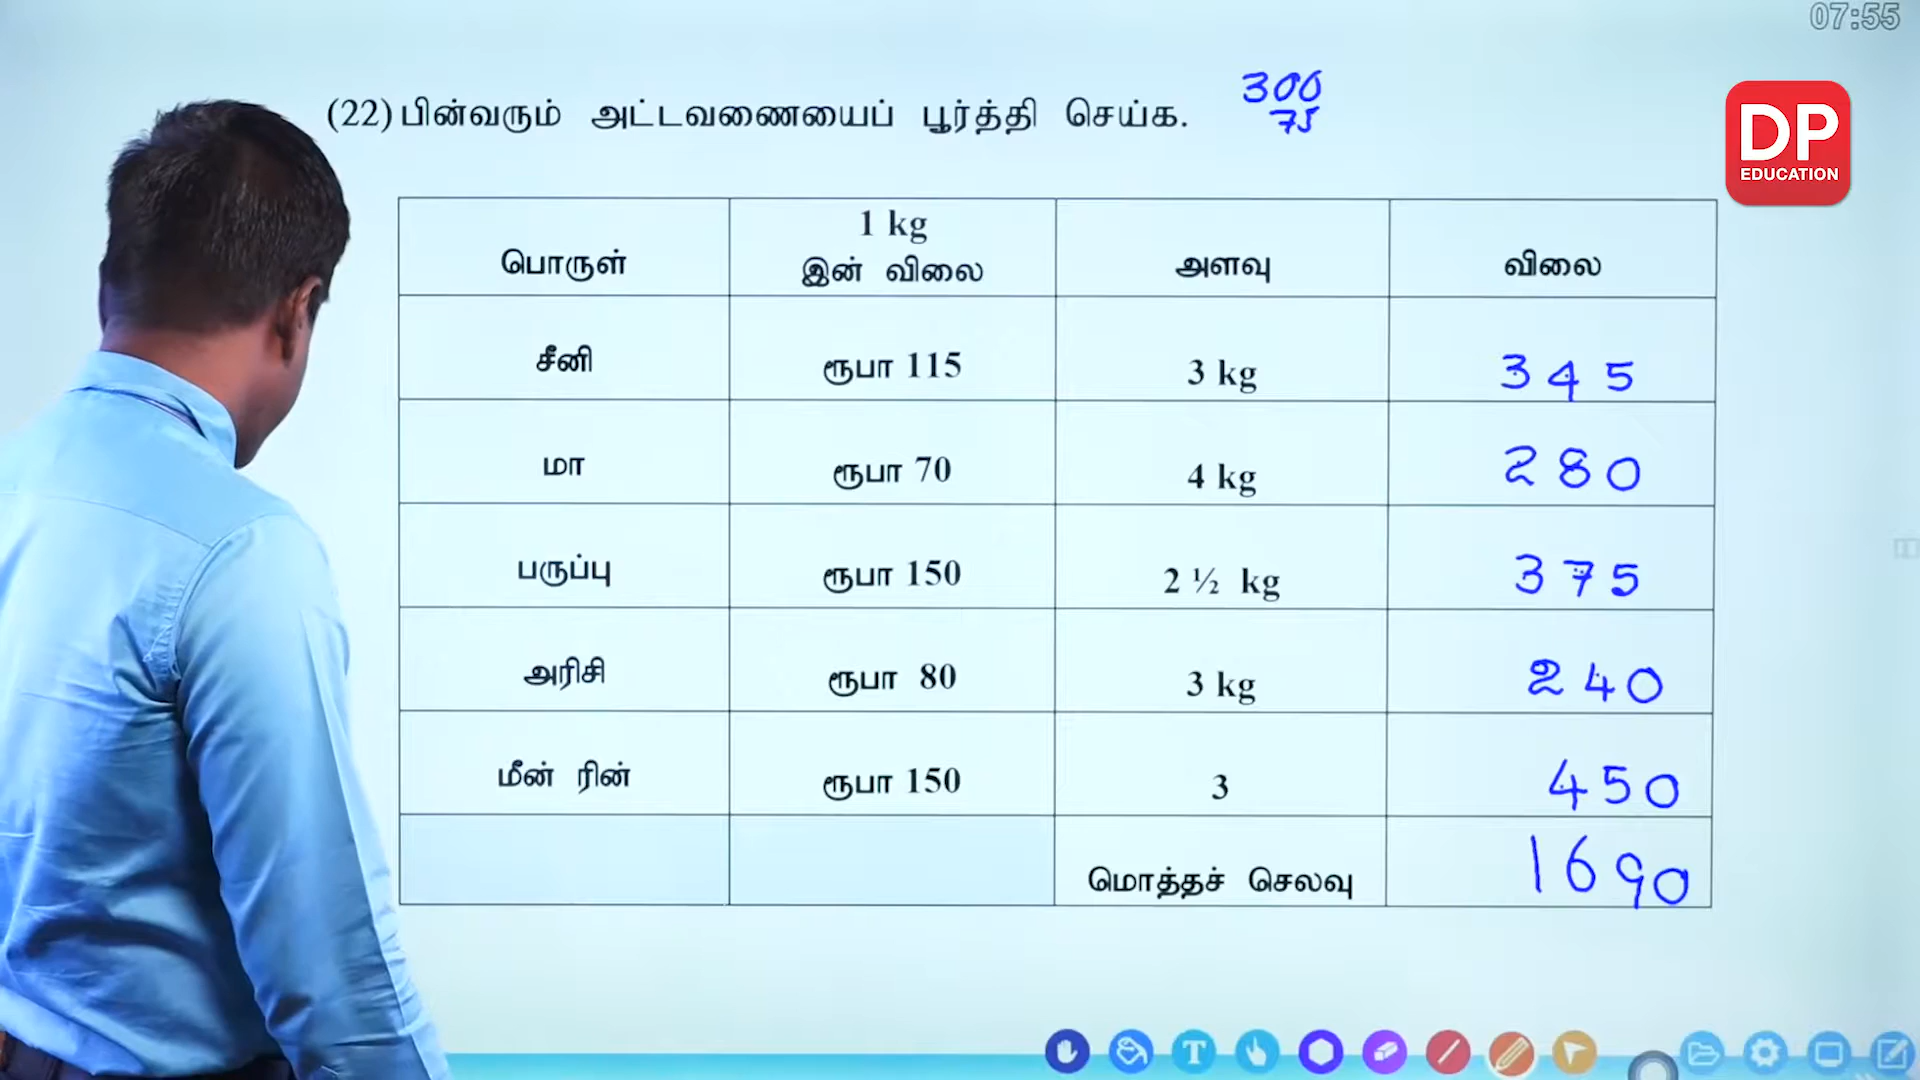 07:55
300
(22) பின்வரும் அட்டவணையைப் பூர்த்தி செய்க.
75
DP
EDUCATION
பொருள் 1 kg இன் விலை அளவு விலை
சீனி ரூபா 115 3 kg 345
மா ரூபா 70 4 kg 280
பருப்பு ரூபா 150 2 ½ kg 375
அரிசி ரூபா 80 3 kg 240
மீன் ரின் ரூபா 150 3 450
மொத்தச் செலவு 1690
T